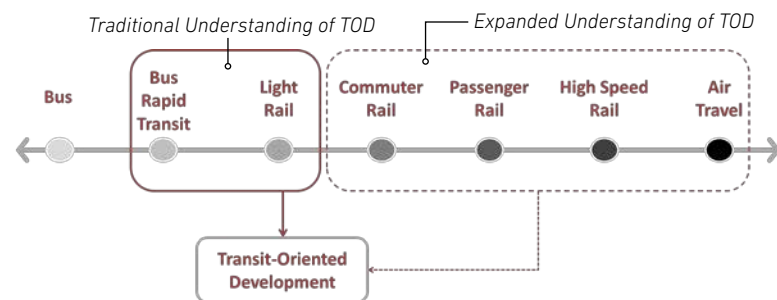 Traditional Understanding of TOD
Expanded Understanding of TOD
Bus
Bus
Rapid
Transit
Light
Rail
Commuter
Rail
Passenger
Rail
High Speed
Rail
Air
Travel
Transit-Oriented
Development